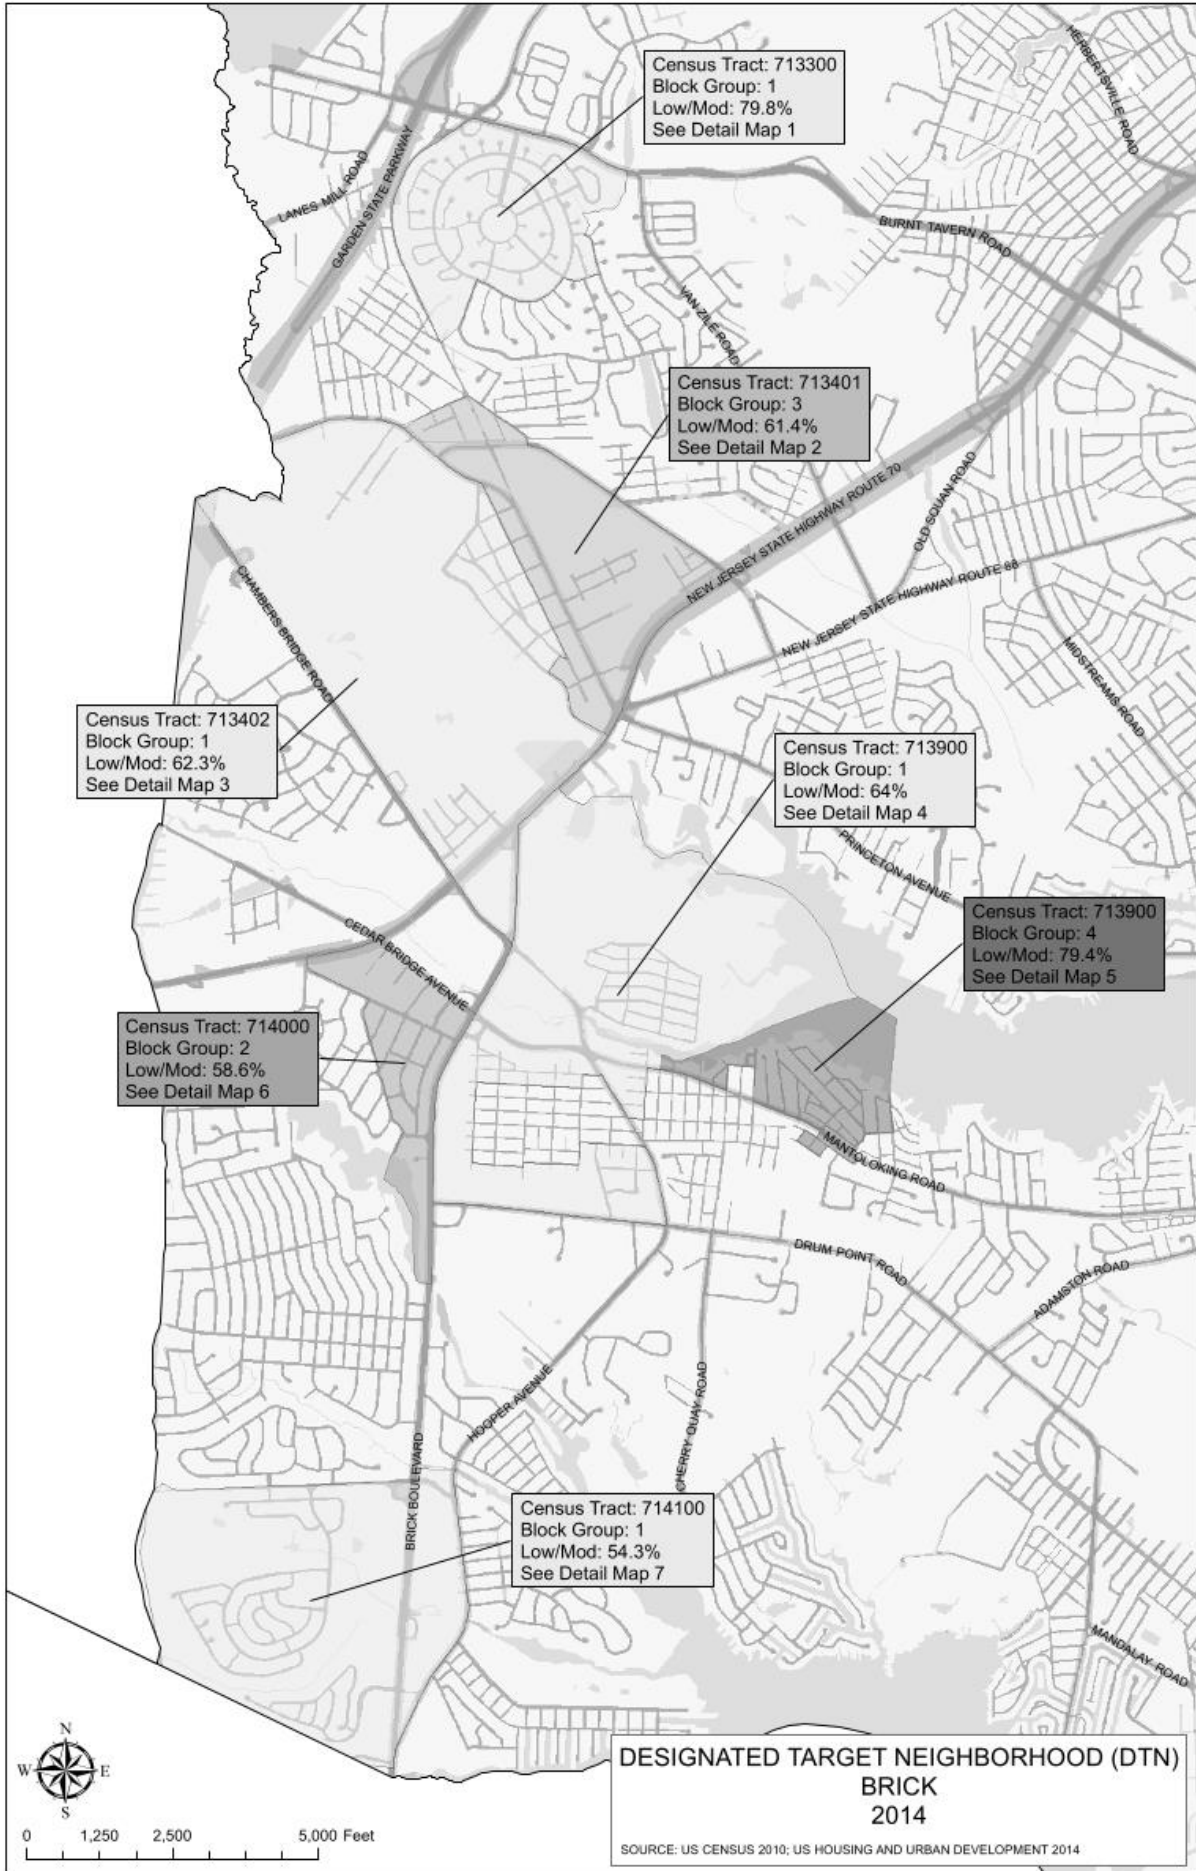 HERBERTSVILLE ROAD
Census Tract: 713300
Block Group: 1
Low/Mod: 79.8%
See Detail Map 1
LANES MILL ROAD
GARDEN STATE PARKWAY
BURNT TAVERN ROAD
VAN ZILE ROAD
Census Tract: 713401
Block Group: 3
Low/Mod: 61.4%
See Detail Map 2
NEW JERSEY STATE HIGHWAY ROUTE 70
OLD SQUAN ROAD
NEW JERSEY STATE HIGHWAY ROUTE 88
CHAMBERS BRIDGE ROAD
MIDSTREAMS ROAD
Census Tract: 713402
Block Group: 1
Low/Mod: 62.3%
See Detail Map 3
Census Tract: 713900
Block Group: 1
Low/Mod: 64%
See Detail Map 4
PRINCETON AVENUE
Census Tract: 713900
Block Group: 4
Low/Mod: 79.4%
See Detail Map 5
CEDAR BRIDGE AVENUE
Census Tract: 714000
Block Group: 2
Low/Mod: 58.6%
See Detail Map 6
MANTOLOKING ROAD
DRUM POINT ROAD
ADAMSTON ROAD
HOOPER AVENUE
CHERRY QUAY ROAD
BRICK BOULEVARD
Census Tract: 714100
Block Group: 1
Low/Mod: 54.3%
See Detail Map 7
MANDALAY ROAD
N
W E
S
0 1,250 2,500 5,000 Feet
DESIGNATED TARGET NEIGHBORHOOD (DTN)
BRICK
2014
SOURCE: US CENSUS 2010; US HOUSING AND URBAN DEVELOPMENT 2014